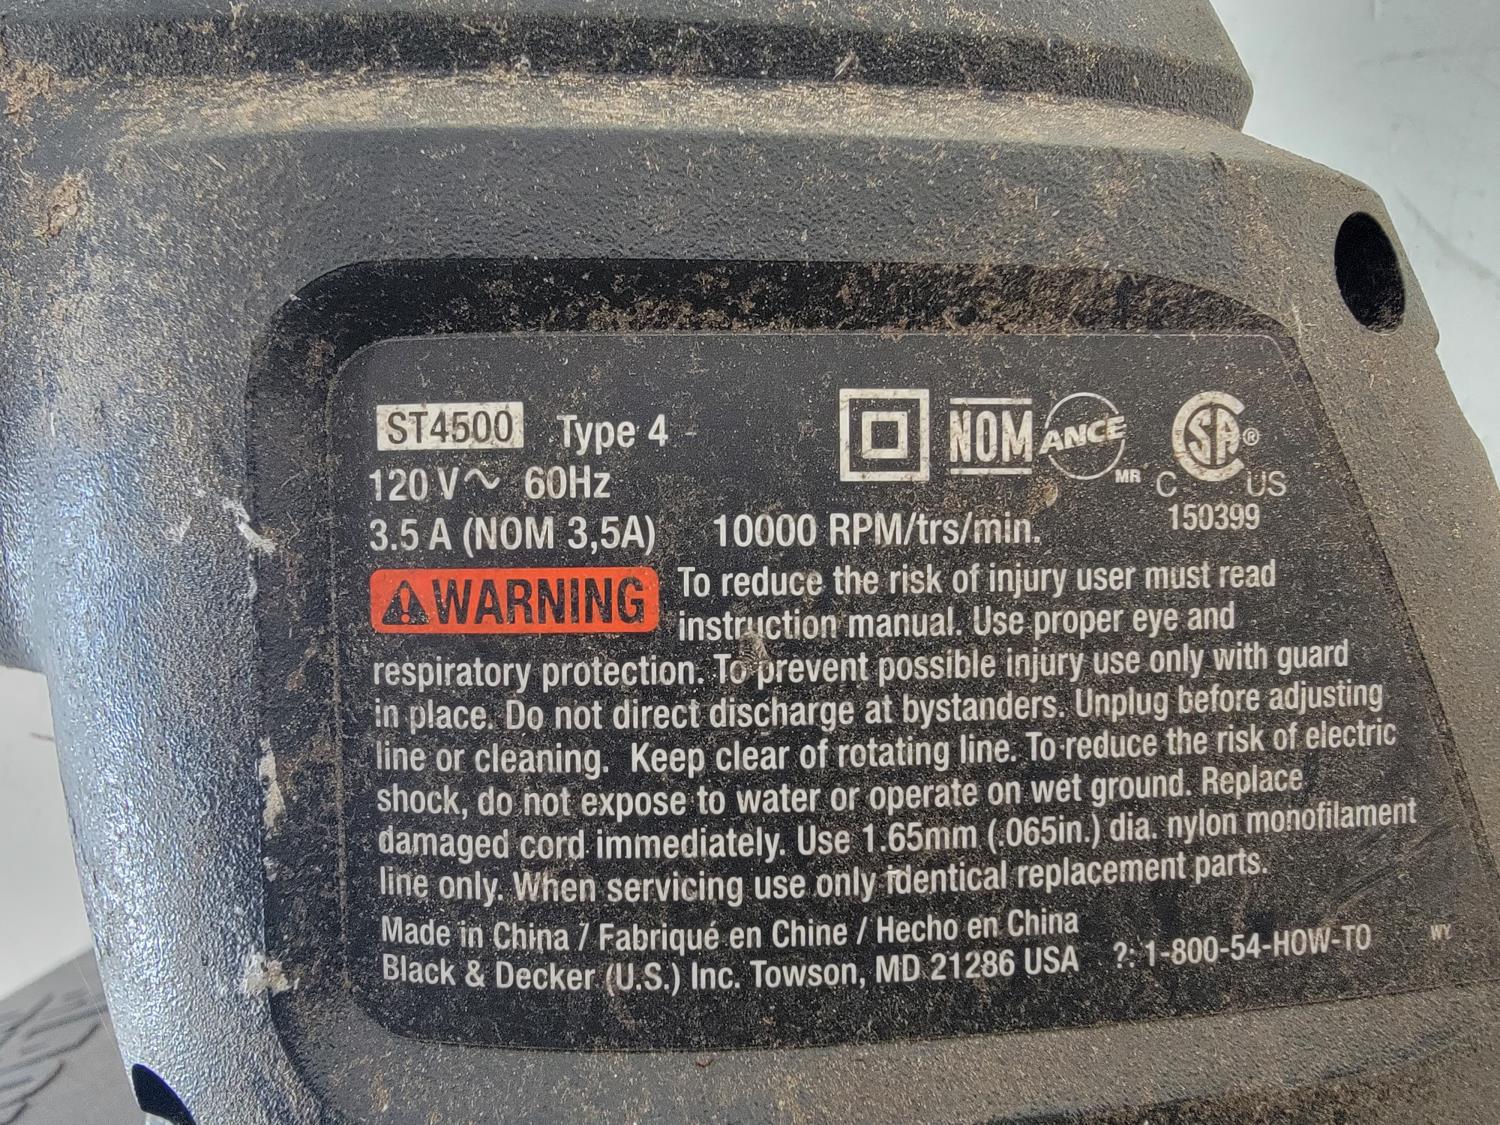 ST4500 Type 4
NOM ANCE MR
CSA ®
C US
120 V~ 60Hz
150399
3.5 A (NOM 3,5A) 10000 RPM/trs/min.
WARNING To reduce the risk of injury user must read
instruction manual. Use proper eye and
respiratory protection. To prevent possible injury use only with guard
in place. Do not direct discharge at bystanders. Unplug before adjusting
line or cleaning. Keep clear of rotating line. To reduce the risk of electric
shock, do not expose to water or operate on wet ground. Replace
damaged cord immediately. Use 1.65mm (.065in.) dia. nylon monofilament
line only. When servicing use only identical replacement parts.
Made in China / Fabriqué en Chine / Hecho en China
Black & Decker (U.S.) Inc. Towson, MD 21286 USA ?: 1-800-54-HOW-TO WY